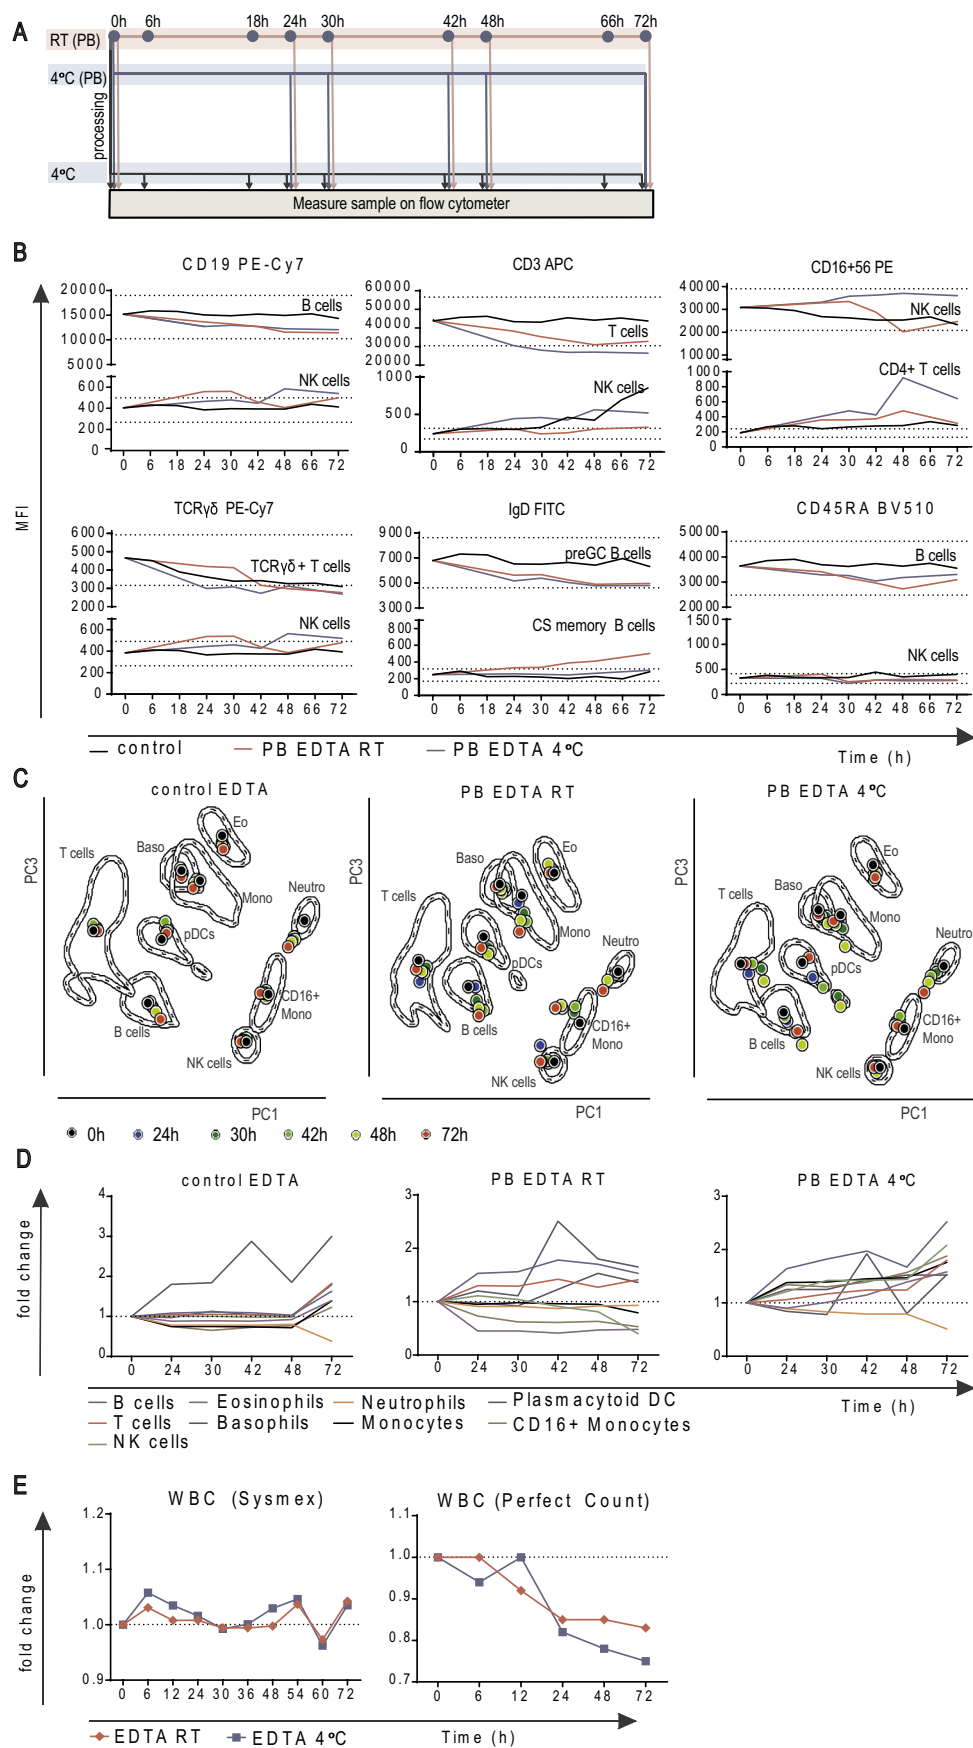 A
0h 6h 18h 24h 30h 42h 48h 66h 72h
RT (PB)
4ºC (PB)
processing
4ºC
Measure sample on flow cytometer
B
MFI
CD19 PE-Cy7
20000
15000
10000
5000
B cells
600
400
200
0
NK cells
0 6 18 24 30 42 48 66 72
CD3 APC
60000
50000
40000
30000
20000
T cells
1000
500
0
NK cells
0 6 18 24 30 42 48 66 72
CD16+56 PE
40000
30000
20000
10000
NK cells
1000
800
600
400
200
0
CD4+ T cells
0 6 18 24 30 42 48 66 72
TCRγδ PE-Cy7
6000
5000
4000
3000
2000
TCRγδ+ T cells
600
400
200
0
NK cells
0 6 18 24 30 42 48 66 72
IgD FITC
9000
7000
5000
3000
preGC B cells
800
600
400
200
0
CS memory B cells
0 6 18 24 30 42 48 66 72
CD45RA BV510
50000
40000
30000
20000
B cells
1500
1000
500
0
NK cells
0 6 18 24 30 42 48 66 72
control PB EDTA RT PB EDTA 4ºC
Time (h)
C
control EDTA
PC3
T cells
Baso
Eo
Mono
Neutro
pDCs
CD16+
Mono
B cells
NK cells
PC1
PB EDTA RT
PC3
T cells
Baso
Eo
Mono
Neutro
pDCs
B cells
CD16+
Mono
NK cells
PC1
PB EDTA 4ºC
PC3
T cells
Baso
Eo
Mono
Neutro
pDCs
B cells
CD16+
Mono
NK cells
PC1
0h 24h 30h 42h 48h 72h
D
fold change
control EDTA
4
3
2
1
0
0 24 30 42 48 72
PB EDTA RT
3
2
1
0
0 24 30 42 48 72
PB EDTA 4ºC
3
2
1
0
0 24 30 42 48 72
B cells Eosinophils Neutrophils Plasmacytoid DC
T cells Basophils Monocytes CD16+ Monocytes
NK cells
Time (h)
E
fold change
WBC (Sysmex)
1.2
1.1
1.0
0.9
0 6 12 24 30 36 48 54 60 72
WBC (Perfect Count)
1.0
0.9
0.8
0.7
0 6 12 24 48 72
EDTA RT EDTA 4ºC
Time (h)